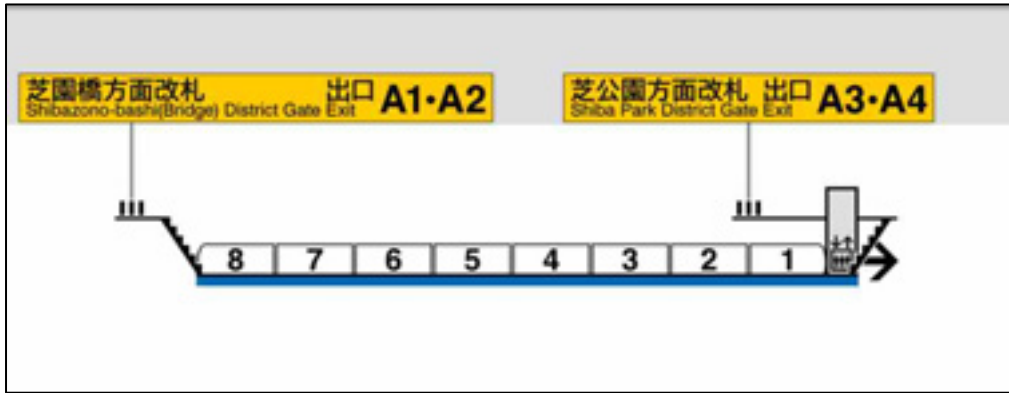 芝園橋方面改札 出口 A1・A2
Shibazono-bashi(Bridge) District Gate Exit
芝公園方面改札 出口 A3・A4
Shiba Park District Gate Exit
8 7 6 5 4 3 2 1